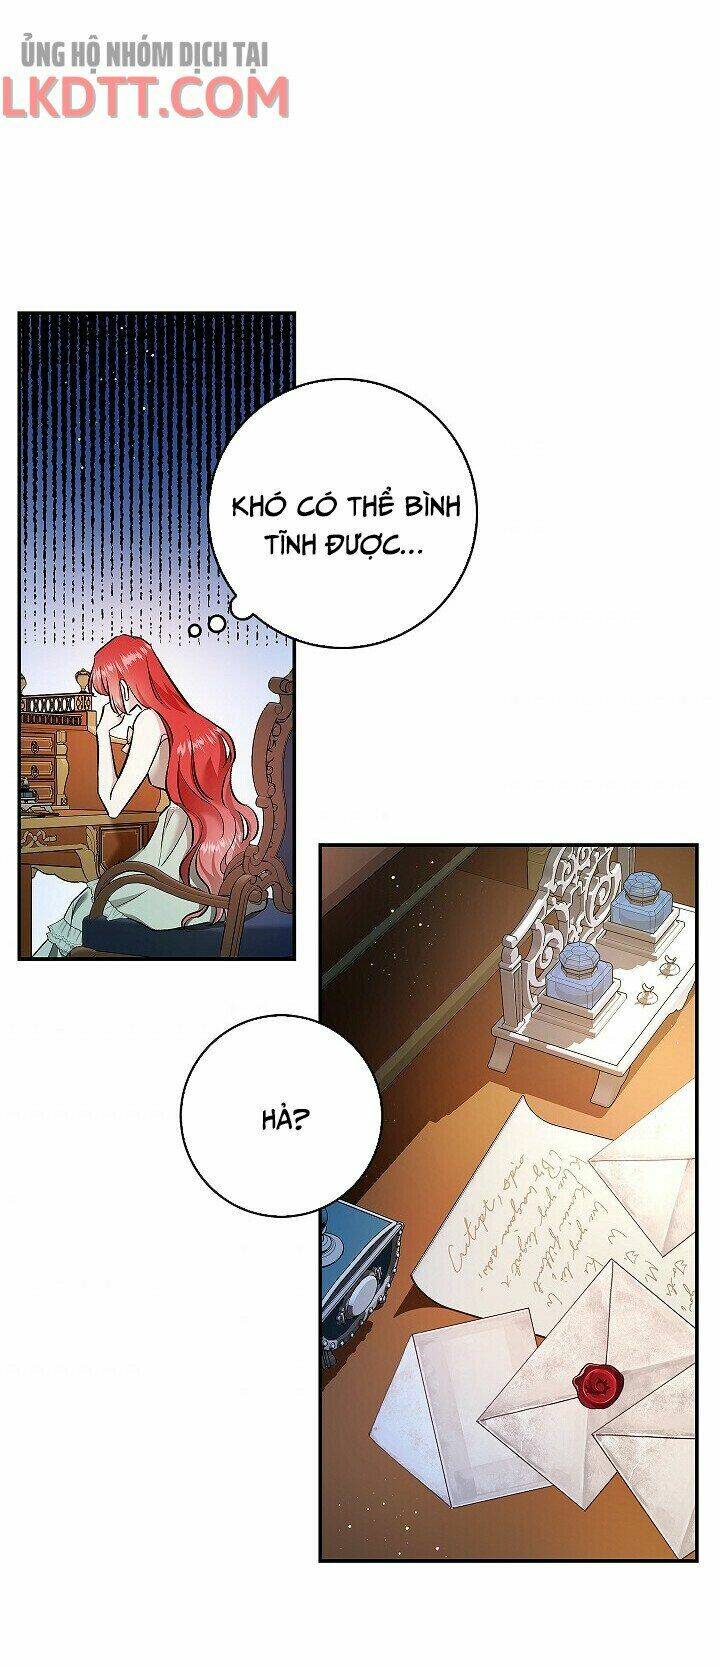 ỦNG HỘ NHÓM DỊCH TẠI
LKDTT.COM
KHÓ CÓ THỂ BÌNH
TĨNH ĐƯỢC...
HẢ?